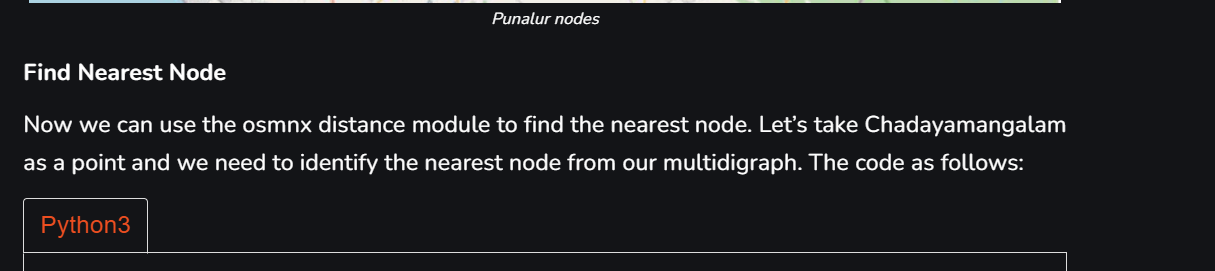 Punalur nodes
Find Nearest Node
Now we can use the osmnx distance module to find the nearest node. Let’s take Chadayamangalam
as a point and we need to identify the nearest node from our multidigraph. The code as follows:
Python3